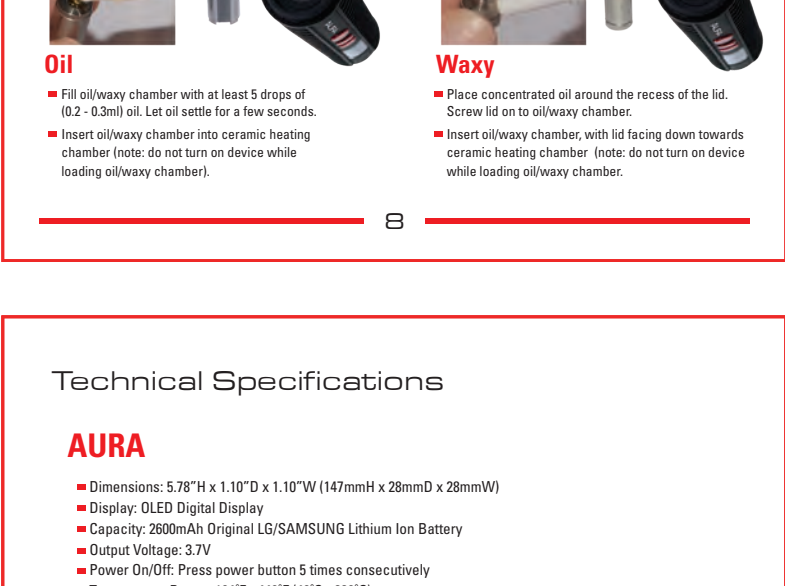 Oil
Fill oil/waxy chamber with at least 5 drops of
(0.2 - 0.3ml) oil. Let oil settle for a few seconds.
Insert oil/waxy chamber into ceramic heating
chamber (note: do not turn on device while
loading oil/waxy chamber).
Waxy
Place concentrated oil around the recess of the lid.
Screw lid on to oil/waxy chamber.
Insert oil/waxy chamber, with lid facing down towards
ceramic heating chamber (note: do not turn on device
while loading oil/waxy chamber.
8
Technical Specifications
AURA
Dimensions: 5.78"H x 1.10"D x 1.10"W (147mmH x 28mmD x 28mmW)
Display: OLED Digital Display
Capacity: 2600mAh Original LG/SAMSUNG Lithium Ion Battery
Output Voltage: 3.7V
Power On/Off: Press power button 5 times consecutively